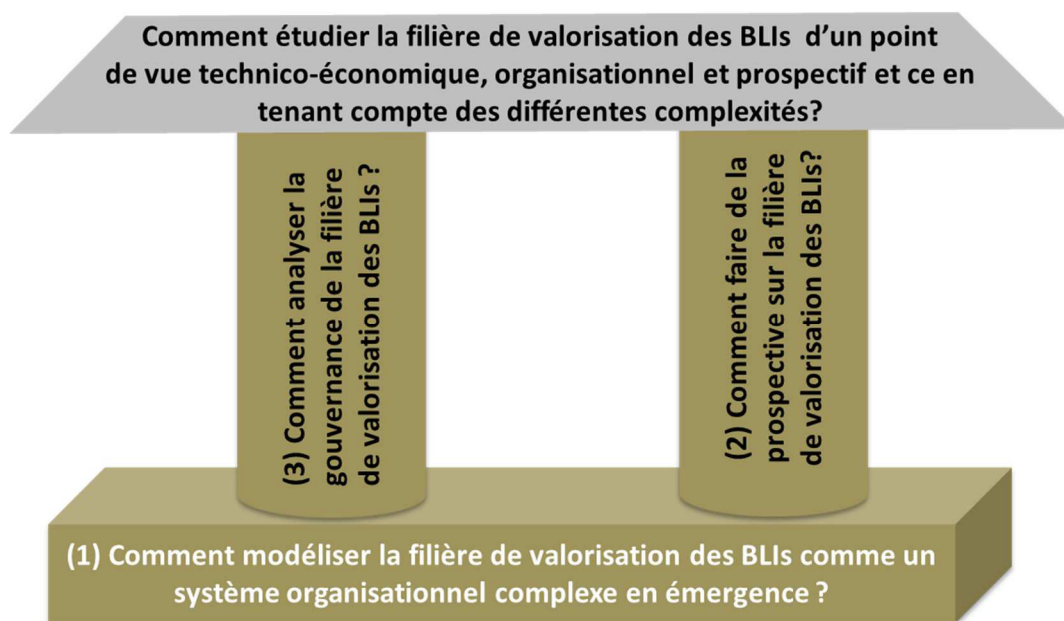 Comment étudier la filière de valorisation des BLIs d’un point
de vue technico-économique, organisationnel et prospectif et ce en
tenant compte des différentes complexités?
(3) Comment analyser la
gouvernance de la filière
de valorisation des BLIs ?
(2) Comment faire de la
prospective sur la filière
de valorisation des BLIs?
(1) Comment modéliser la filière de valorisation des BLIs comme un
système organisationnel complexe en émergence ?